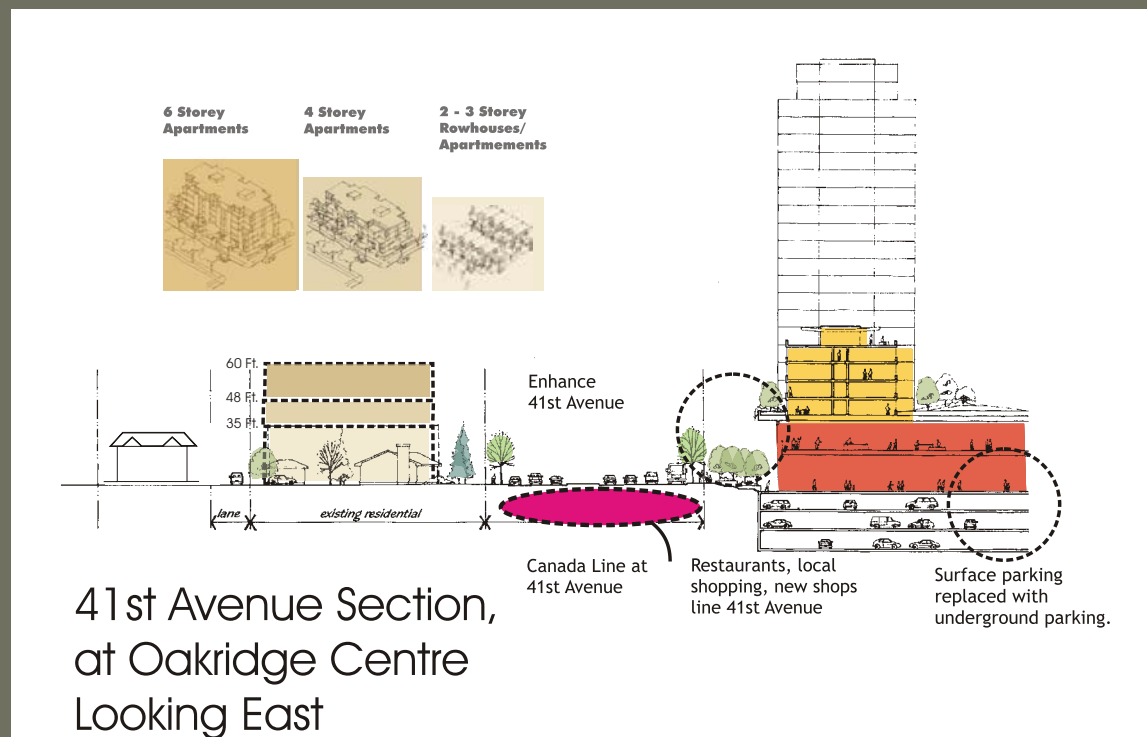 6 Storey
Apartments
4 Storey
Apartments
2 - 3 Storey
Rowhouses/
Apartmements
60 Ft.
48 Ft.
35 Ft.
Enhance
41st Avenue
lane
existing residential
Canada Line at
41st Avenue
Restaurants, local
shopping, new shops
line 41st Avenue
Surface parking
replaced with
underground parking.
41st Avenue Section,
at Oakridge Centre
Looking East